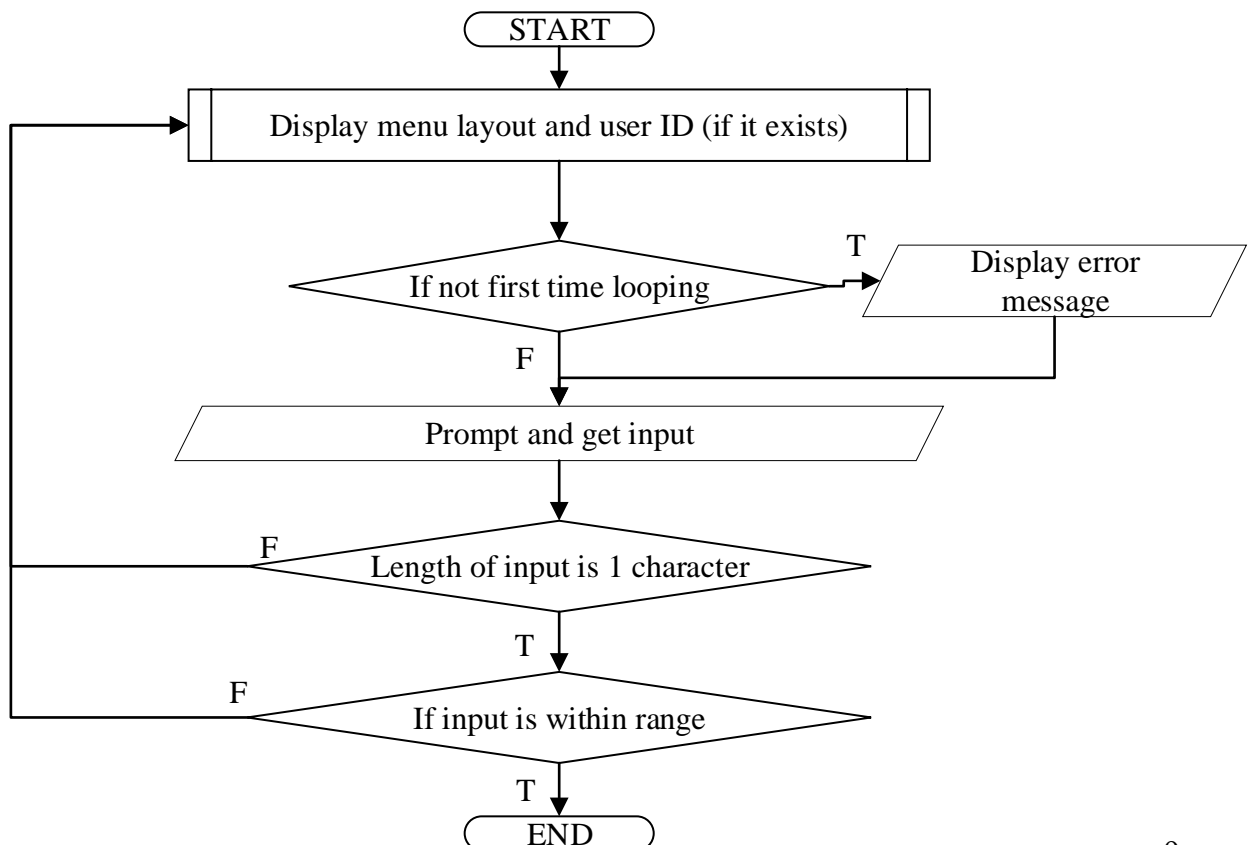 START
Display menu layout and user ID (if it exists)
If not first time looping
T
Display error
message
F
Prompt and get input
F
Length of input is 1 character
T
F
If input is within range
T
END